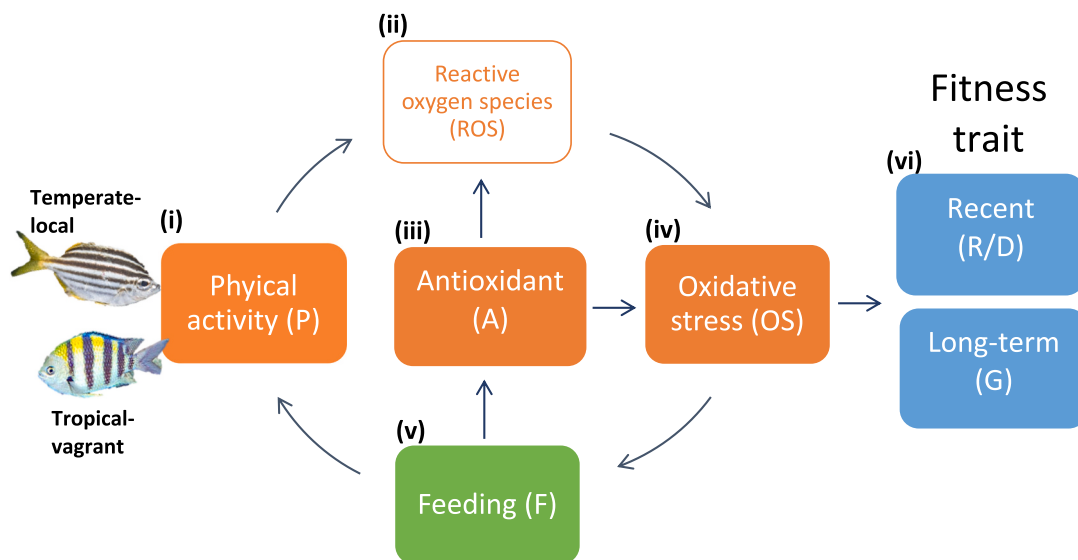 (ii)
Reactive
oxygen species
(ROS)
Fitness
trait
(vi)
Recent
(R/D)
Long-term
(G)
Temperate-
local
(i)
Phyical
activity (P)
(iii)
Antioxidant
(A)
(iv)
Oxidative
stress (OS)
Tropical-
vagrant
(v)
Feeding (F)